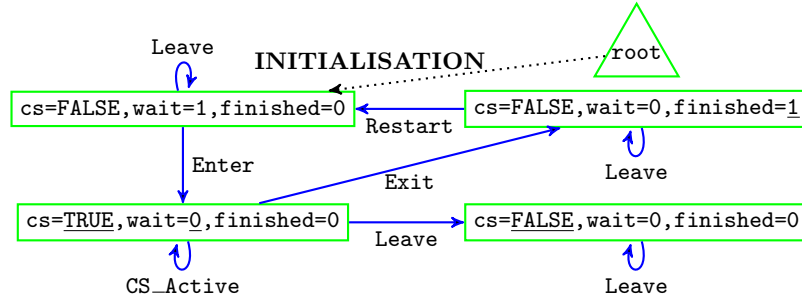 Leave
INITIALISATION
root
cs=FALSE,wait=1,finished=0
cs=FALSE,wait=0,finished=1
Restart
Enter
Exit
Leave
cs=TRUE,wait=0,finished=0
cs=FALSE,wait=0,finished=0
Leave
CS_Active
Leave